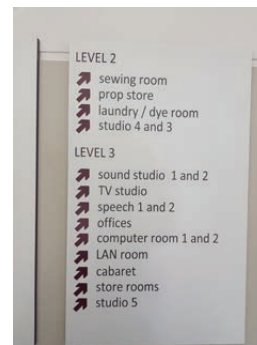 LEVEL 2
sewing room
prop store
laundry / dye room
studio 4 and 3
LEVEL 3
sound studio 1 and 2
TV studio
speech 1 and 2
offices
computer room 1 and 2
LAN room
cabaret
store rooms
studio 5